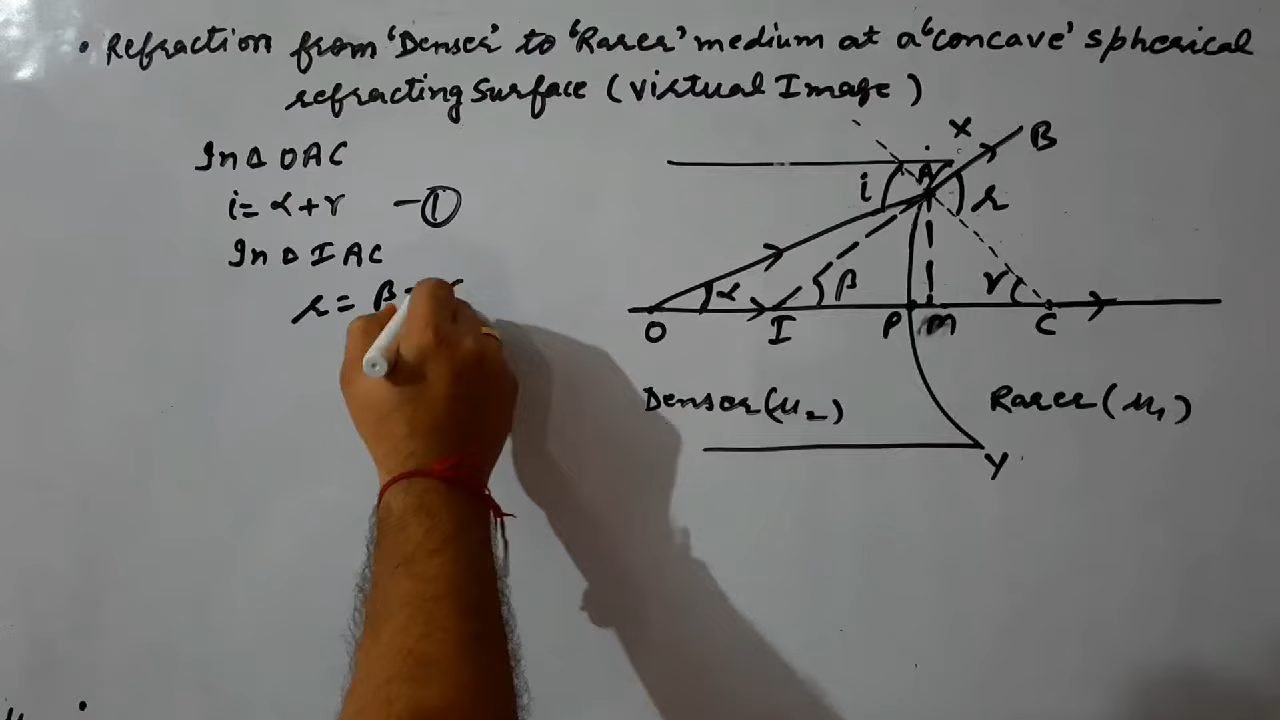 • Refraction from 'Denser' to 'Rarer' medium at a 'concave' spherical
refracting surface (virtual Image)
In Δ OAC
i = α + γ —①
In Δ IAC
r = β
X
B
A
i
r
α
β
γ
O
I
P
M
C
Denser (μ₂)
Rarer (μ₁)
Y